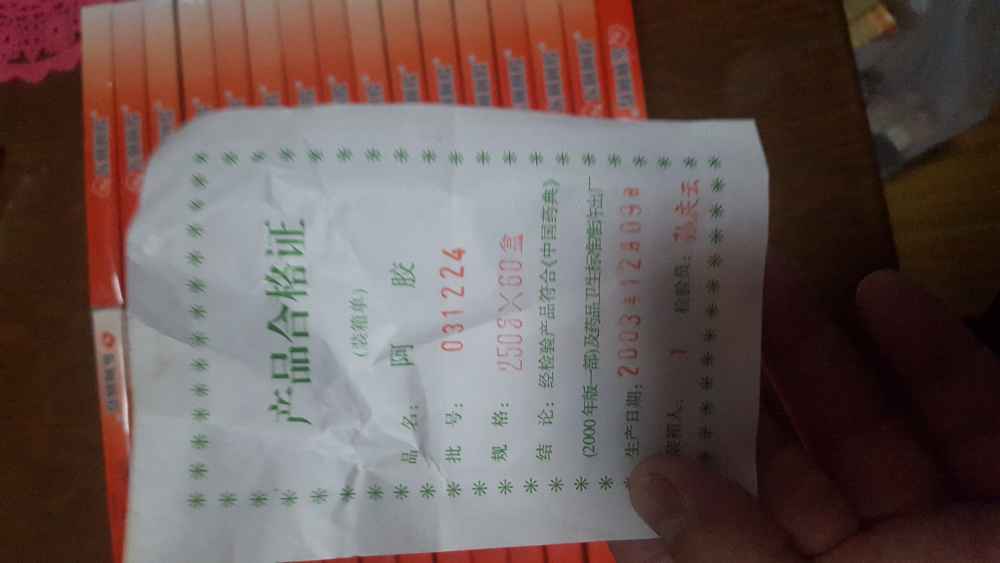 产品合格证
（装箱单）
品 名： 阿 胶
批 号： 031224
规 格： 250g×60盒
结 论：经检验产品符合《中国药典》
（2000年版一部）及药品卫生标准准许出厂
生产日期：2003年12月09日
装箱人： 1 检验员：